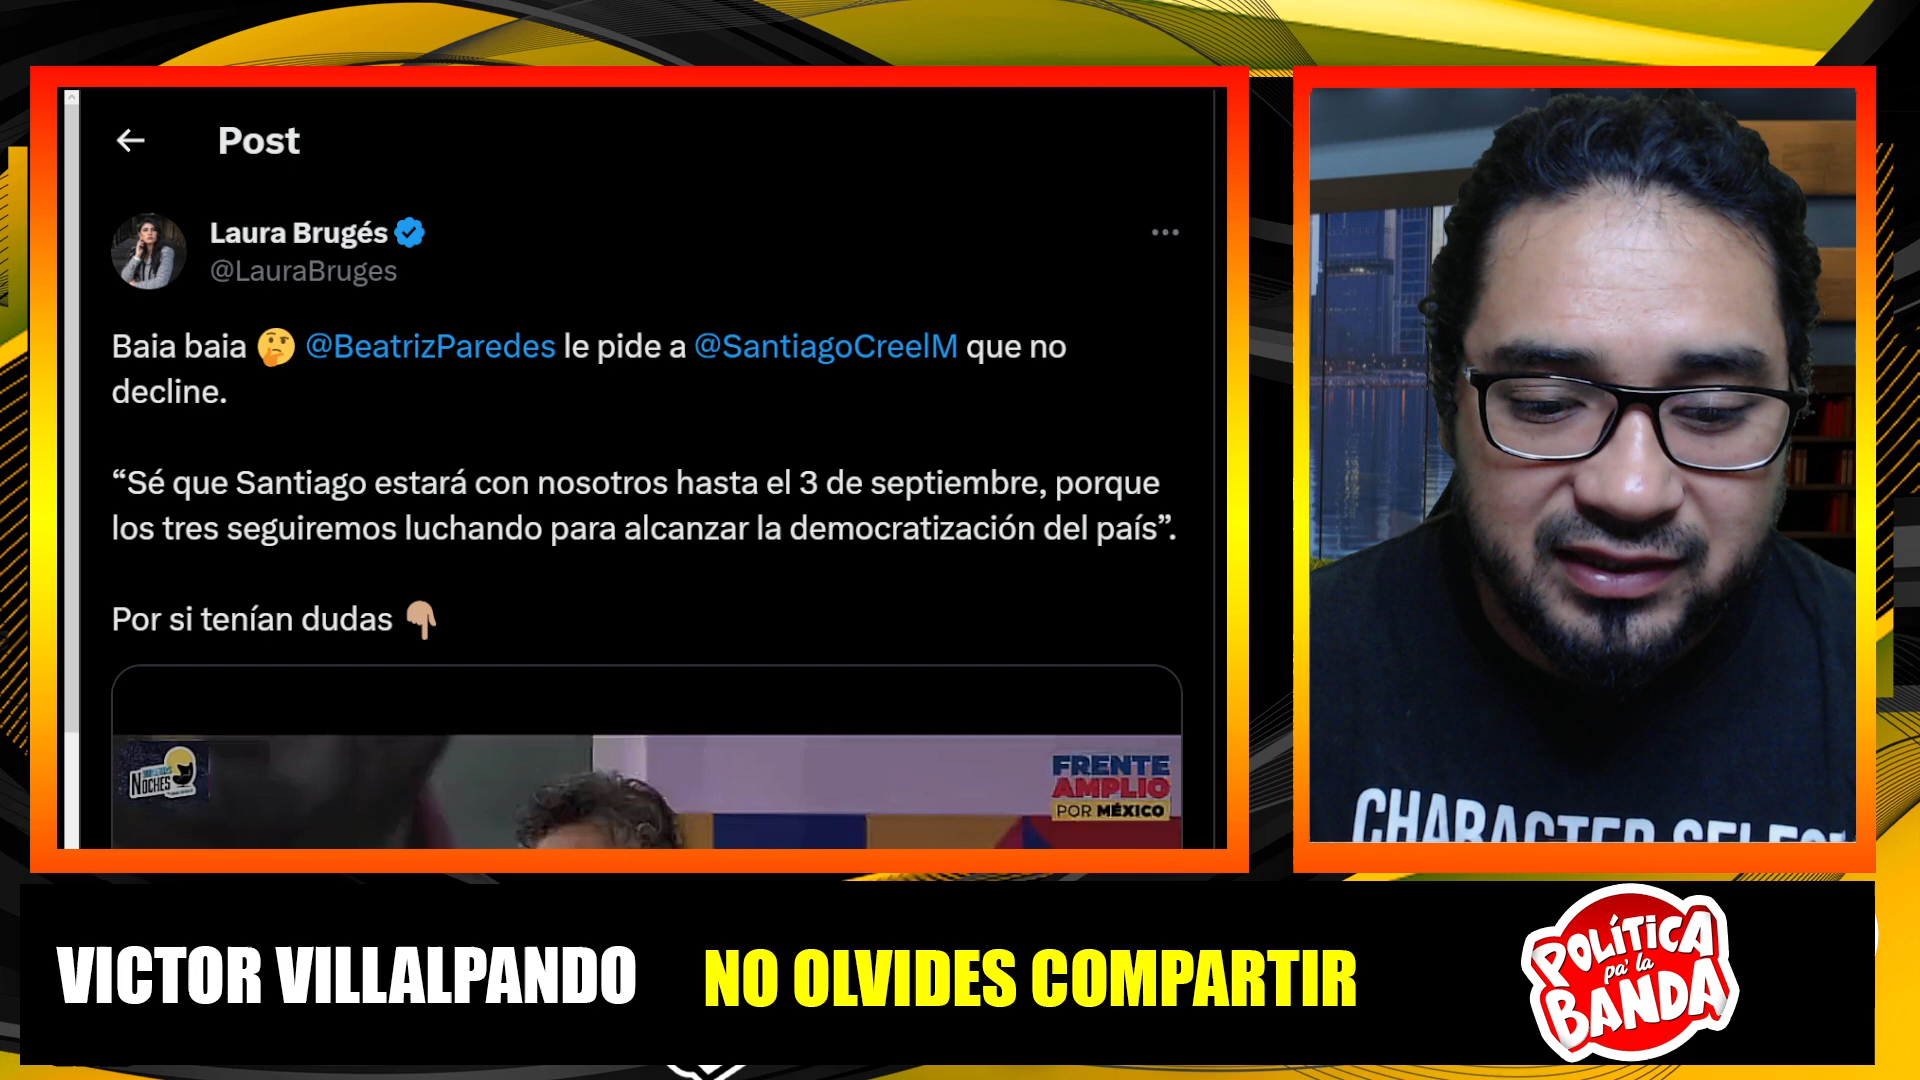 Post
Laura Brugés
@LauraBruges
Baia baia 🤔 @BeatrizParedes le pide a @SantiagoCreelM que no
decline.
“Sé que Santiago estará con nosotros hasta el 3 de septiembre, porque
los tres seguiremos luchando para alcanzar la democratización del país”.
Por si tenían dudas 👇🏼
NOCHES
FRENTE
AMPLIO
POR MÉXICO
CHARACTER SELECT
VICTOR VILLALPANDO
NO OLVIDES COMPARTIR
POLÍTICA
pa' la
BANDA